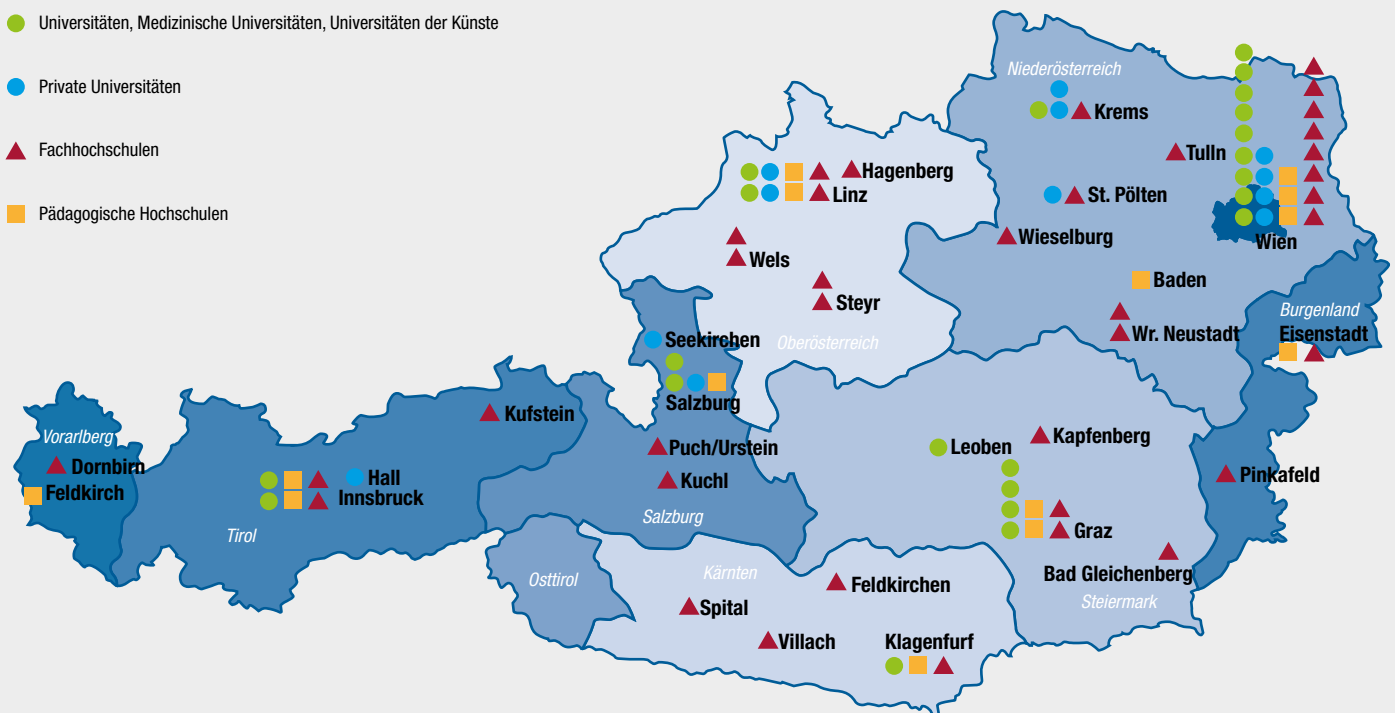 Universitäten, Medizinische Universitäten, Universitäten der Künste
Private Universitäten
Fachhochschulen
Pädagogische Hochschulen
Niederösterreich
Krems
Tulln
Hagenberg
Linz
St. Pölten
Wieselburg
Wien
Wels
Baden
Steyr
Burgenland
Eisenstadt
Wr. Neustadt
Seekirchen
Oberösterreich
Salzburg
Kufstein
Vorarlberg
Dornbirn
Feldkirch
Hall
Innsbruck
Tirol
Puch/Urstein
Kuchl
Salzburg
Leoben
Kapfenberg
Pinkafeld
Graz
Bad Gleichenberg
Steiermark
Osttirol
Kärnten
Feldkirchen
Spital
Villach
Klagenfurf